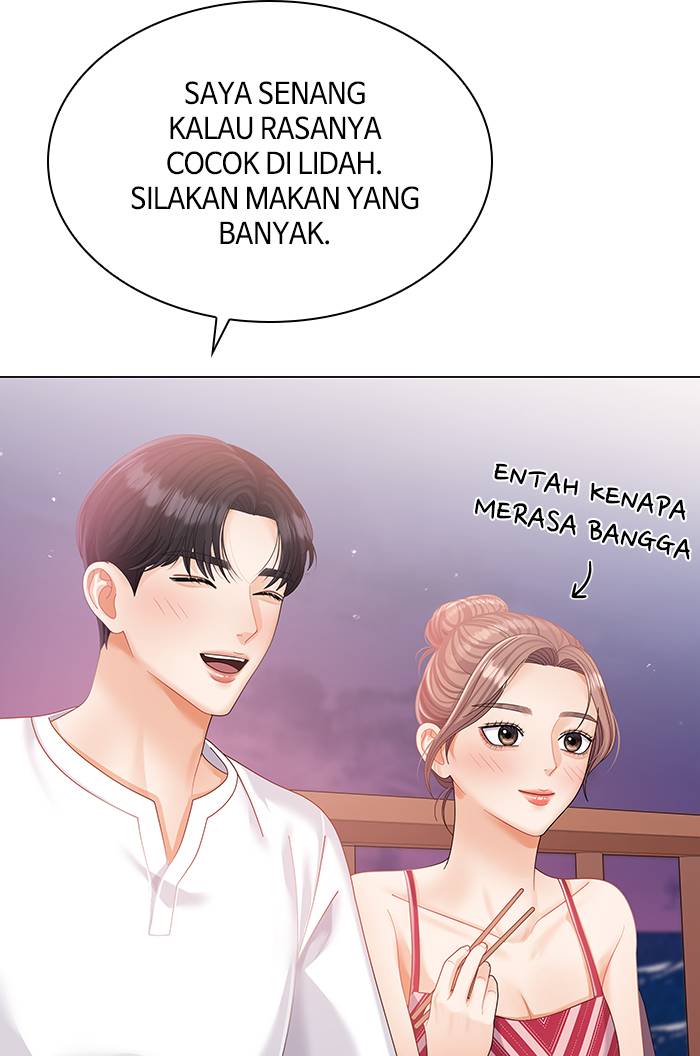 SAYA SENANG
KALAU RASANYA
COCOK DI LIDAH.
SILAKAN MAKAN YANG
BANYAK.
ENTAH KENAPA
MERASA BANGGA